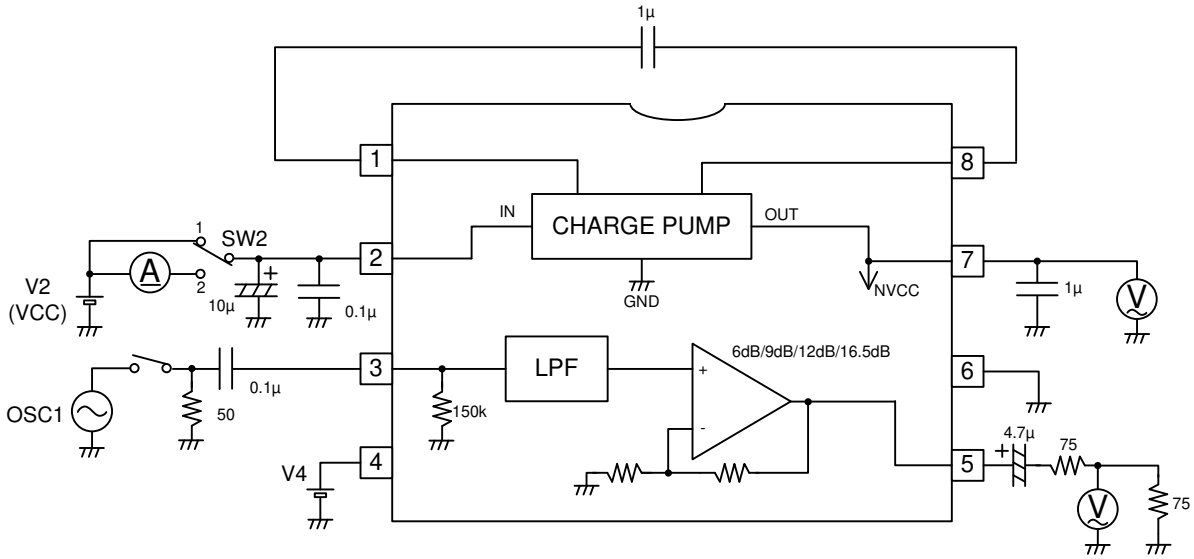 1µ
1
8
IN
CHARGE PUMP
OUT
1
SW2
2
7
A
+
V
V2
(VCC)
2
10µ
0.1µ
GND
NVCC
1µ
6dB/9dB/12dB/16.5dB
3
LPF
+
6
OSC1
50
0.1µ
150k
-
4.7µ
V4
4
5
+
75
V
75